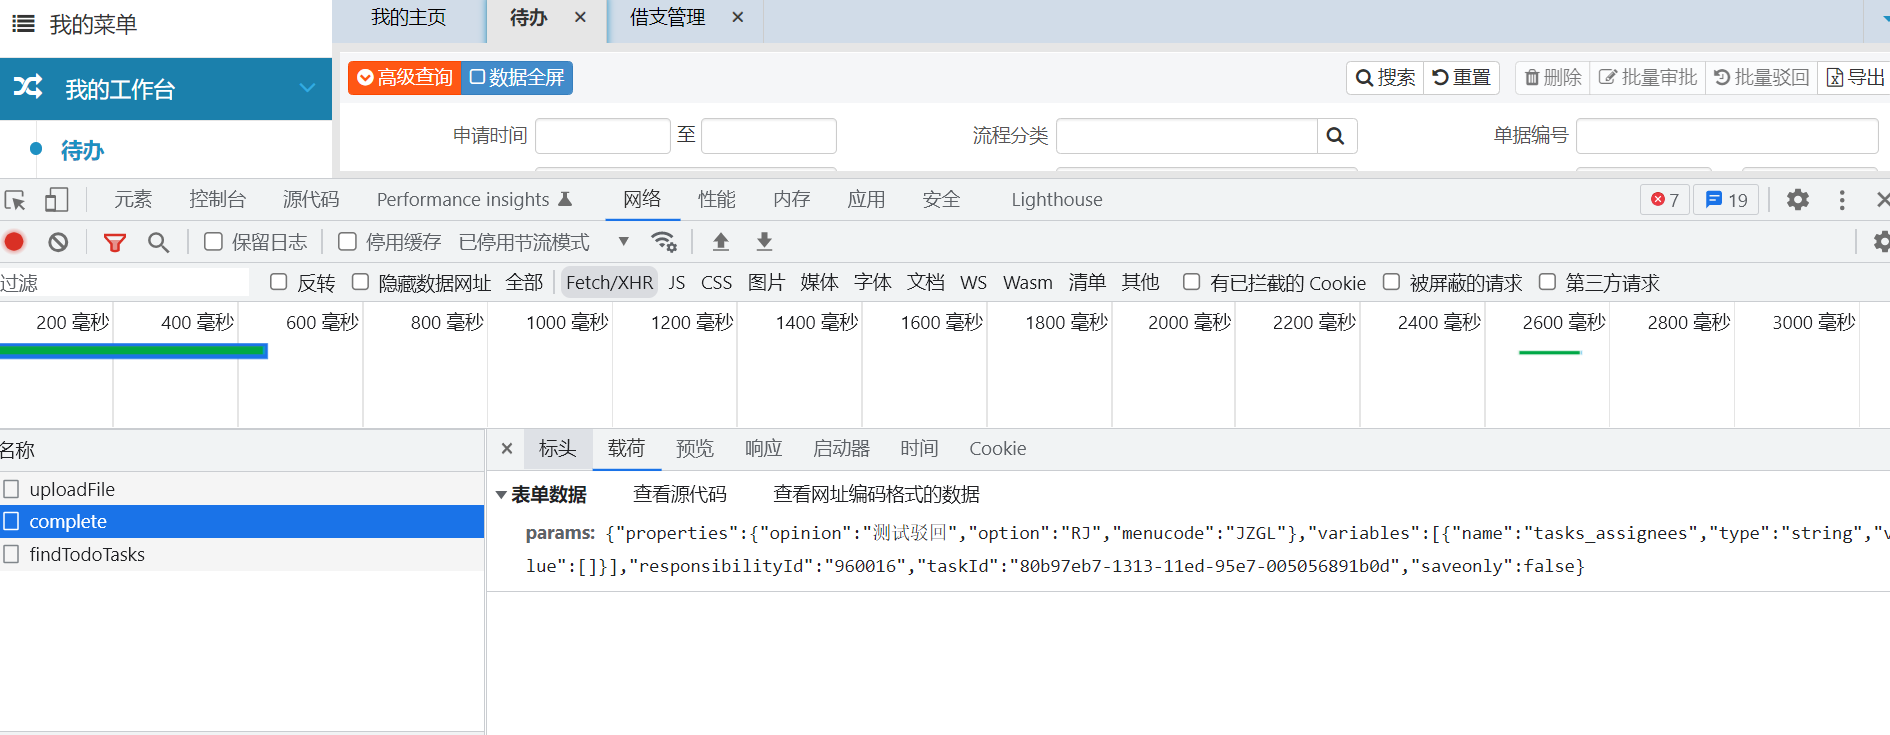 我的菜单
我的主页 待办 × 借支管理 ×
我的工作台
待办
高级查询 数据全屏 搜索 重置 删除 批量审批 批量驳回 导出
申请时间 至 流程分类 单据编号
元素 控制台 源代码 Performance insights 网络 性能 内存 应用 安全 Lighthouse 7 19
保留日志 停用缓存 已停用节流模式
过滤 反转 隐藏数据网址 全部 Fetch/XHR JS CSS 图片 媒体 字体 文档 WS Wasm 清单 其他 有已拦截的 Cookie 被屏蔽的请求 第三方请求
200 毫秒 400 毫秒 600 毫秒 800 毫秒 1000 毫秒 1200 毫秒 1400 毫秒 1600 毫秒 1800 毫秒 2000 毫秒 2200 毫秒 2400 毫秒 2600 毫秒 2800 毫秒 3000 毫秒
名称
uploadFile
complete
findTodoTasks
× 标头 载荷 预览 响应 启动器 时间 Cookie
表单数据 查看源代码 查看网址编码格式的数据
params: {"properties":{"opinion":"测试驳回","option":"RJ","menucode":"JZGL"},"variables":[{"name":"tasks_assignees","type":"string","v
lue":[]}],"responsibilityId":"960016","taskId":"80b97eb7-1313-11ed-95e7-005056891b0d","saveonly":false}